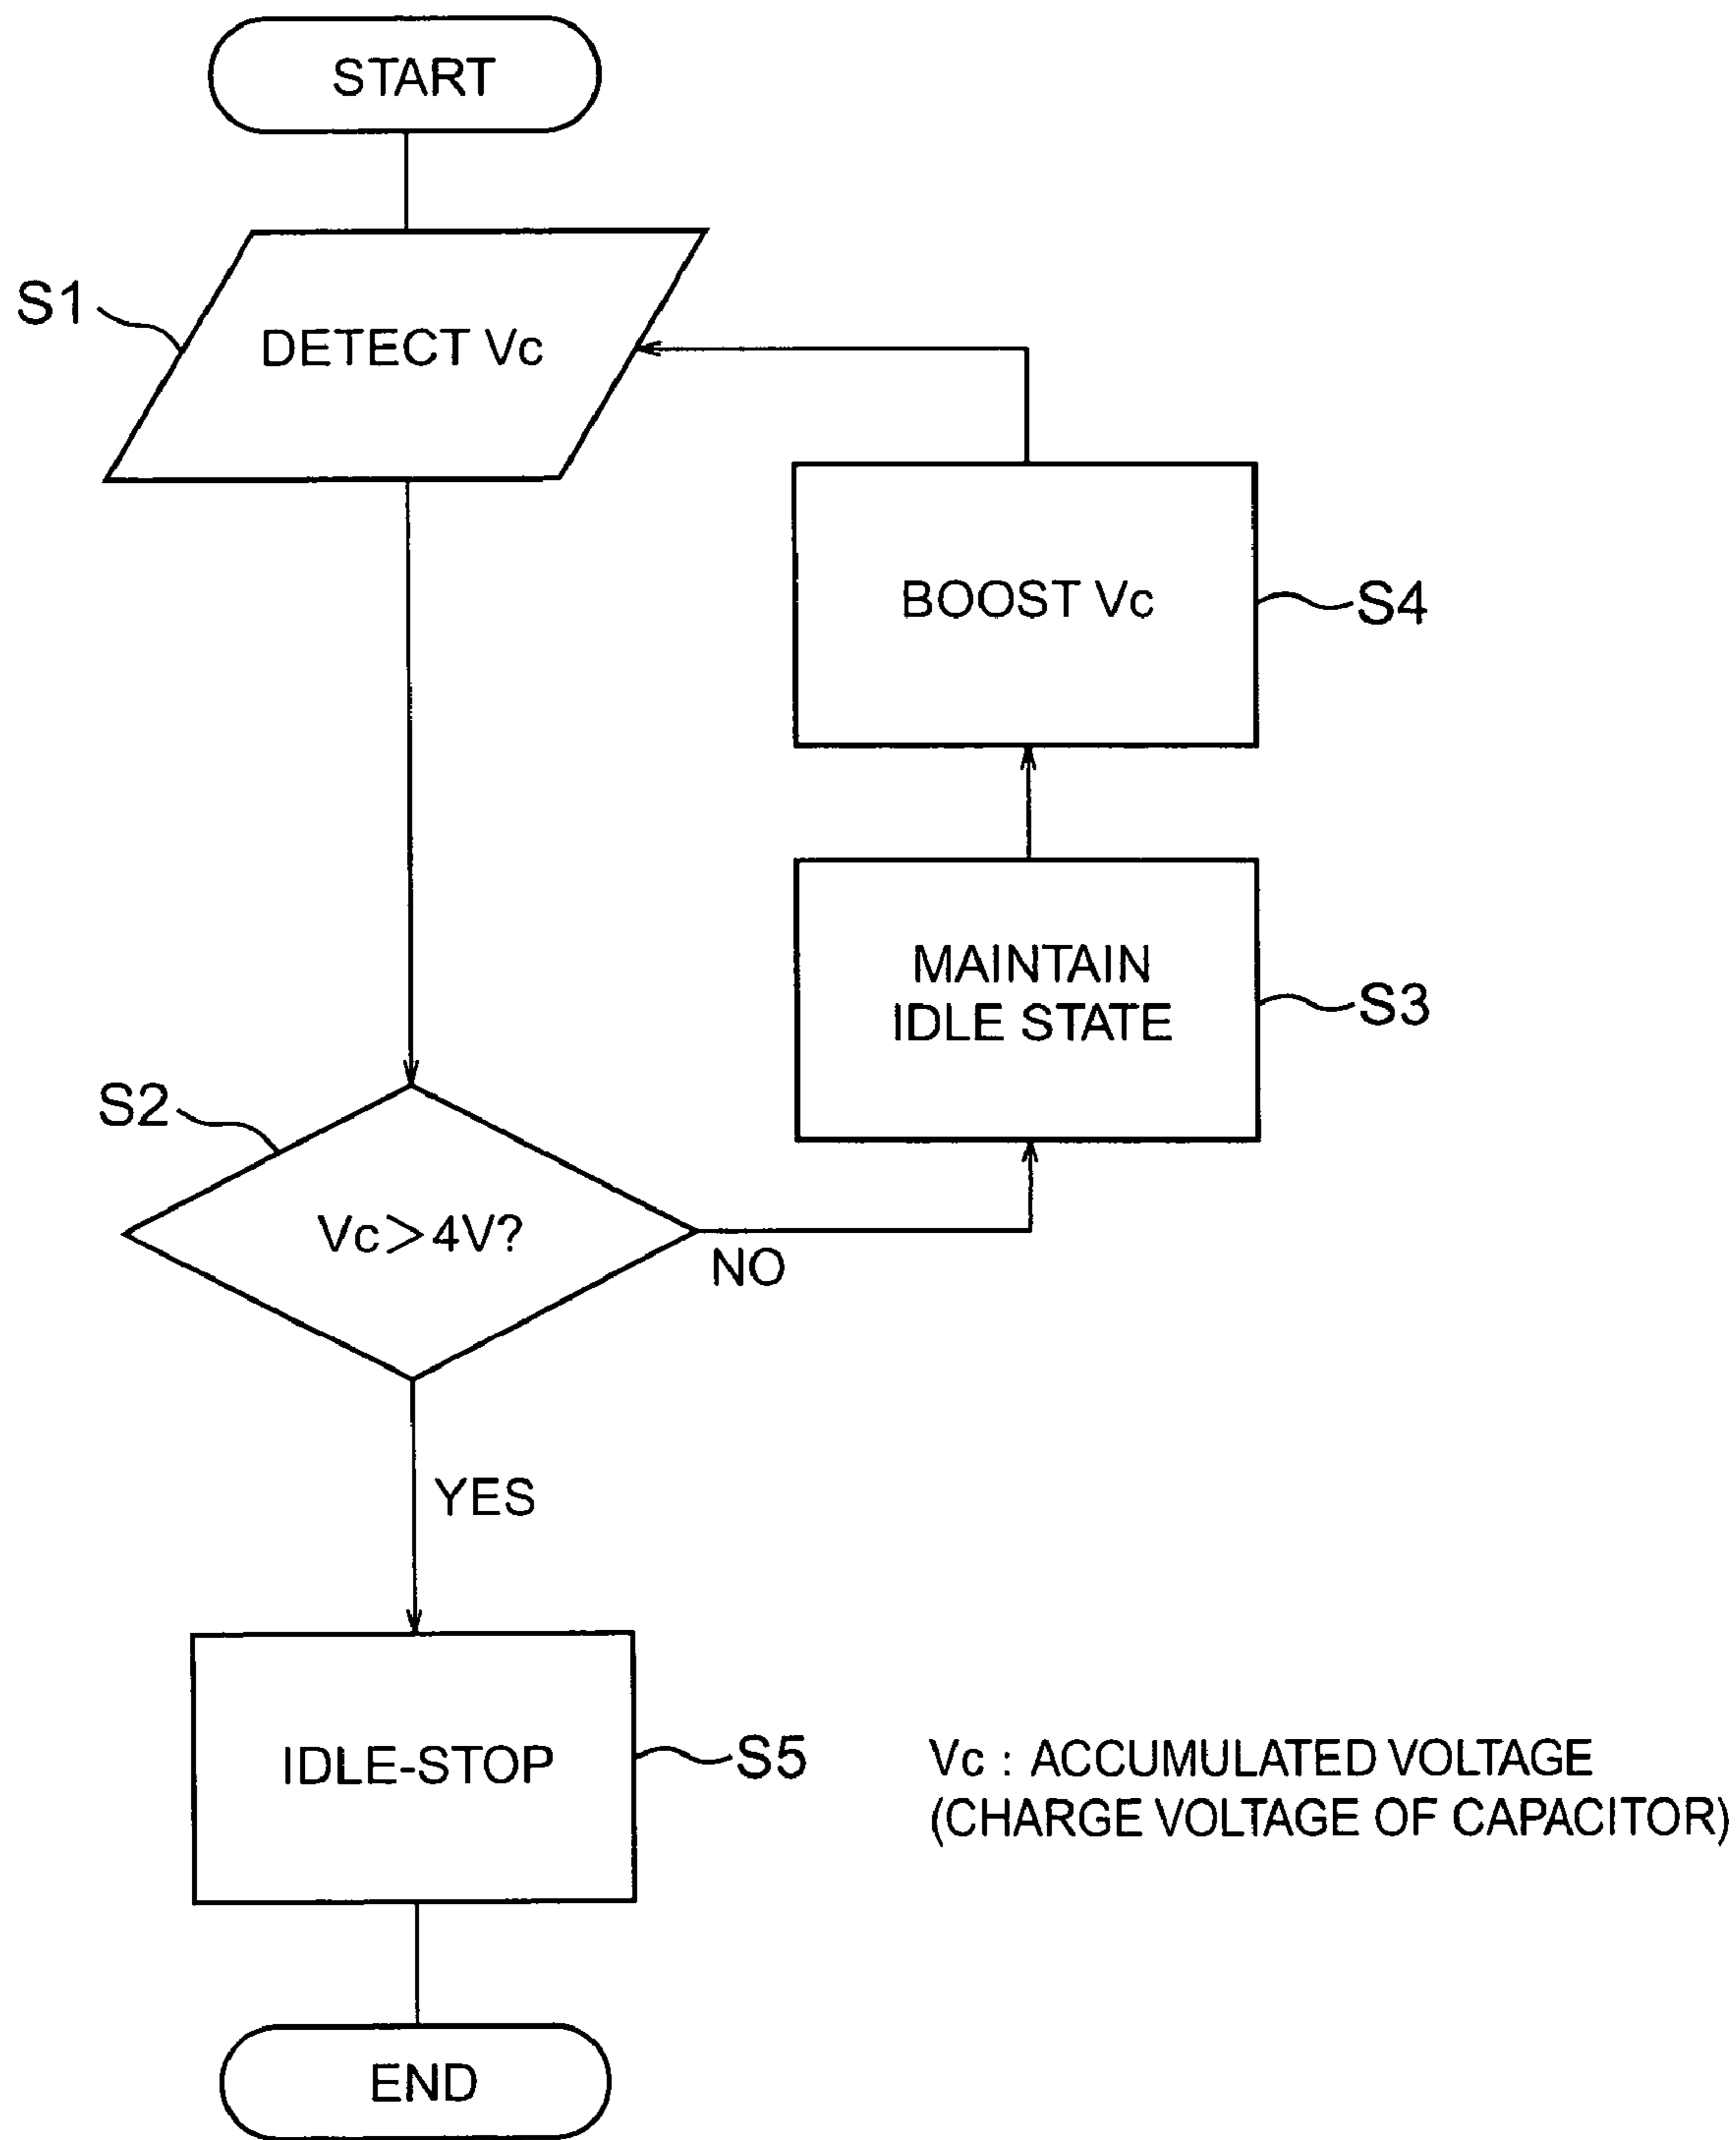 START
S1
DETECT Vc
BOOST Vc
S4
MAINTAIN
IDLE STATE
S3
S2
Vc>4V?
NO
YES
IDLE-STOP
S5
Vc : ACCUMULATED VOLTAGE
(CHARGE VOLTAGE OF CAPACITOR)
END